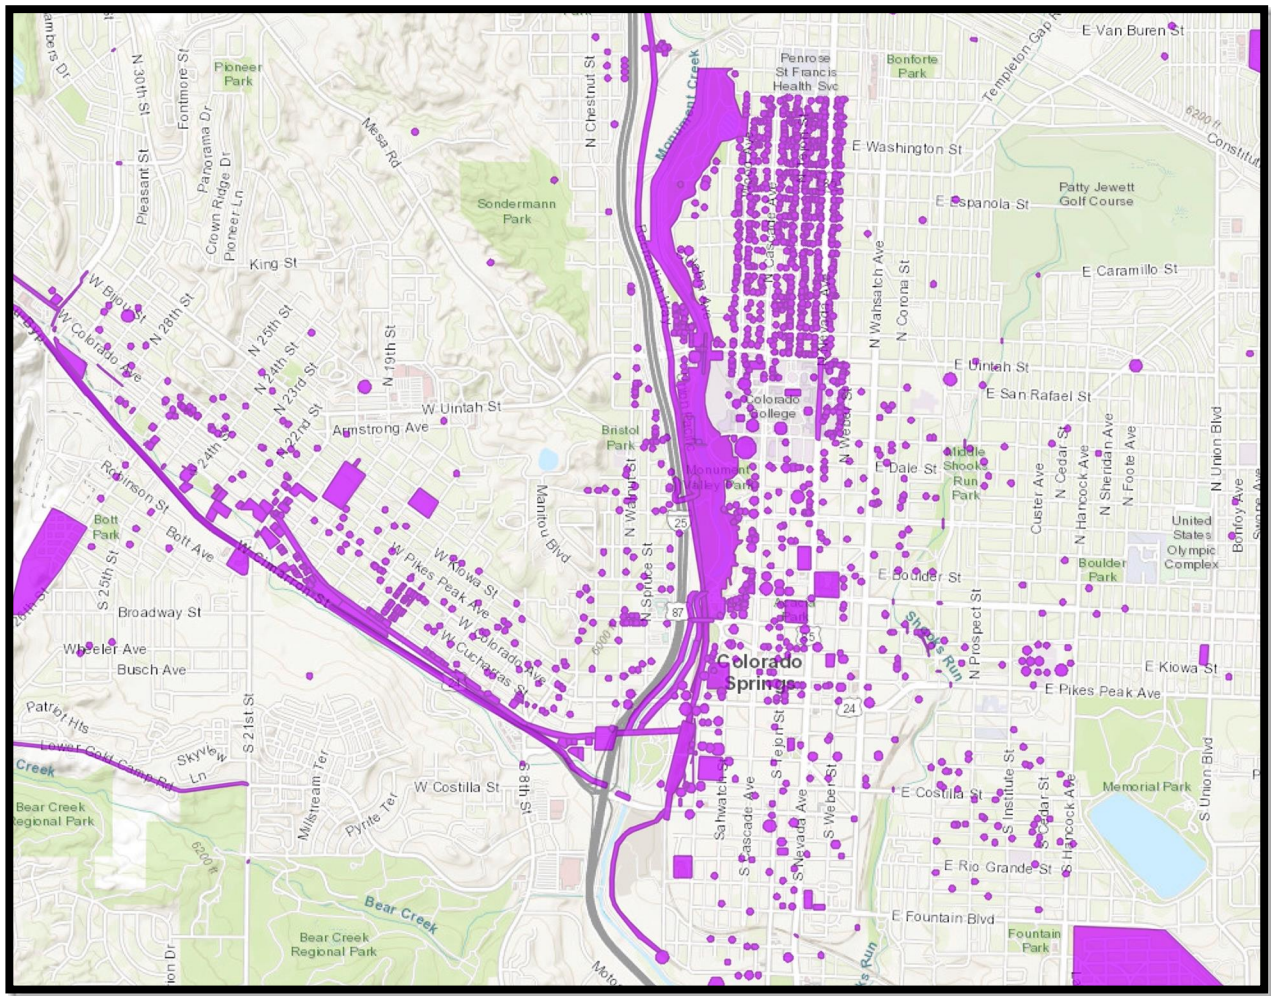 E Van Buren St
Pioneer
Park
N 30th St
Fontmore St
N Chestnut St
Monument Creek
Penrose
St Francis
Health Svc
Bonforte
Park
Templeton Gap R
6200 ft
Mesa Rd
Panorama Dr
Pleasant St
Crown Ridge Dr
Pioneer Ln
E Washington St
Patty Jewett
Golf Course
E Espanola St
Sondermann
Park
King St
N Cascade Ave
N Wahsatch Ave
N Corona St
E Caramillo St
W Bijou St
N 28th St
W Colorado Ave
N 25th St
N 24th St
N 23rd St
N 22nd St
N 19th St
W Uintah St
Armstrong Ave
E Uintah St
E San Rafael St
Colorado
College
N Weber St
Bristol
Park
N Walnut St
Monument
Valley Park
E Dale St
Middle
Shooks
Run
Park
Custer Ave
N Cedar St
N Hancock Ave
N Sheridan Ave
N Foote Ave
N Union Blvd
Bonfoy Ave
United
States
Olympic
Complex
Robinson St
Bott
Park
Bott Ave
S 25th St
W Cimarron St
Manitou Blvd
25
W Kiowa St
W Pikes Peak Ave
W Colorado Ave
W Cucharras St
N Spruce St
6000 ft
87
E Boulder St
Boulder
Park
Broadway St
Wheeler Ave
Busch Ave
Colorado
Springs
Shooks Run
N Prospect St
E Kiowa St
E Pikes Peak Ave
24
Patriot Hts
Lower Gold Camp Rd
Skyview
Ln
S 21st St
Creek
Bear Creek
Regional Park
Millstream Ter
Pyrite Ter
W Costilla St
S 8th St
Sahwatch St
S Cascade Ave
S Tejon St
S Nevada Ave
S Weber St
E Costilla St
S Institute St
S Cedar St
S Hancock Ave
Memorial Park
S Union Blvd
E Rio Grande St
6200 ft
Bear Creek
Bear Creek
Regional Park
E Fountain Blvd
Fountain
Park